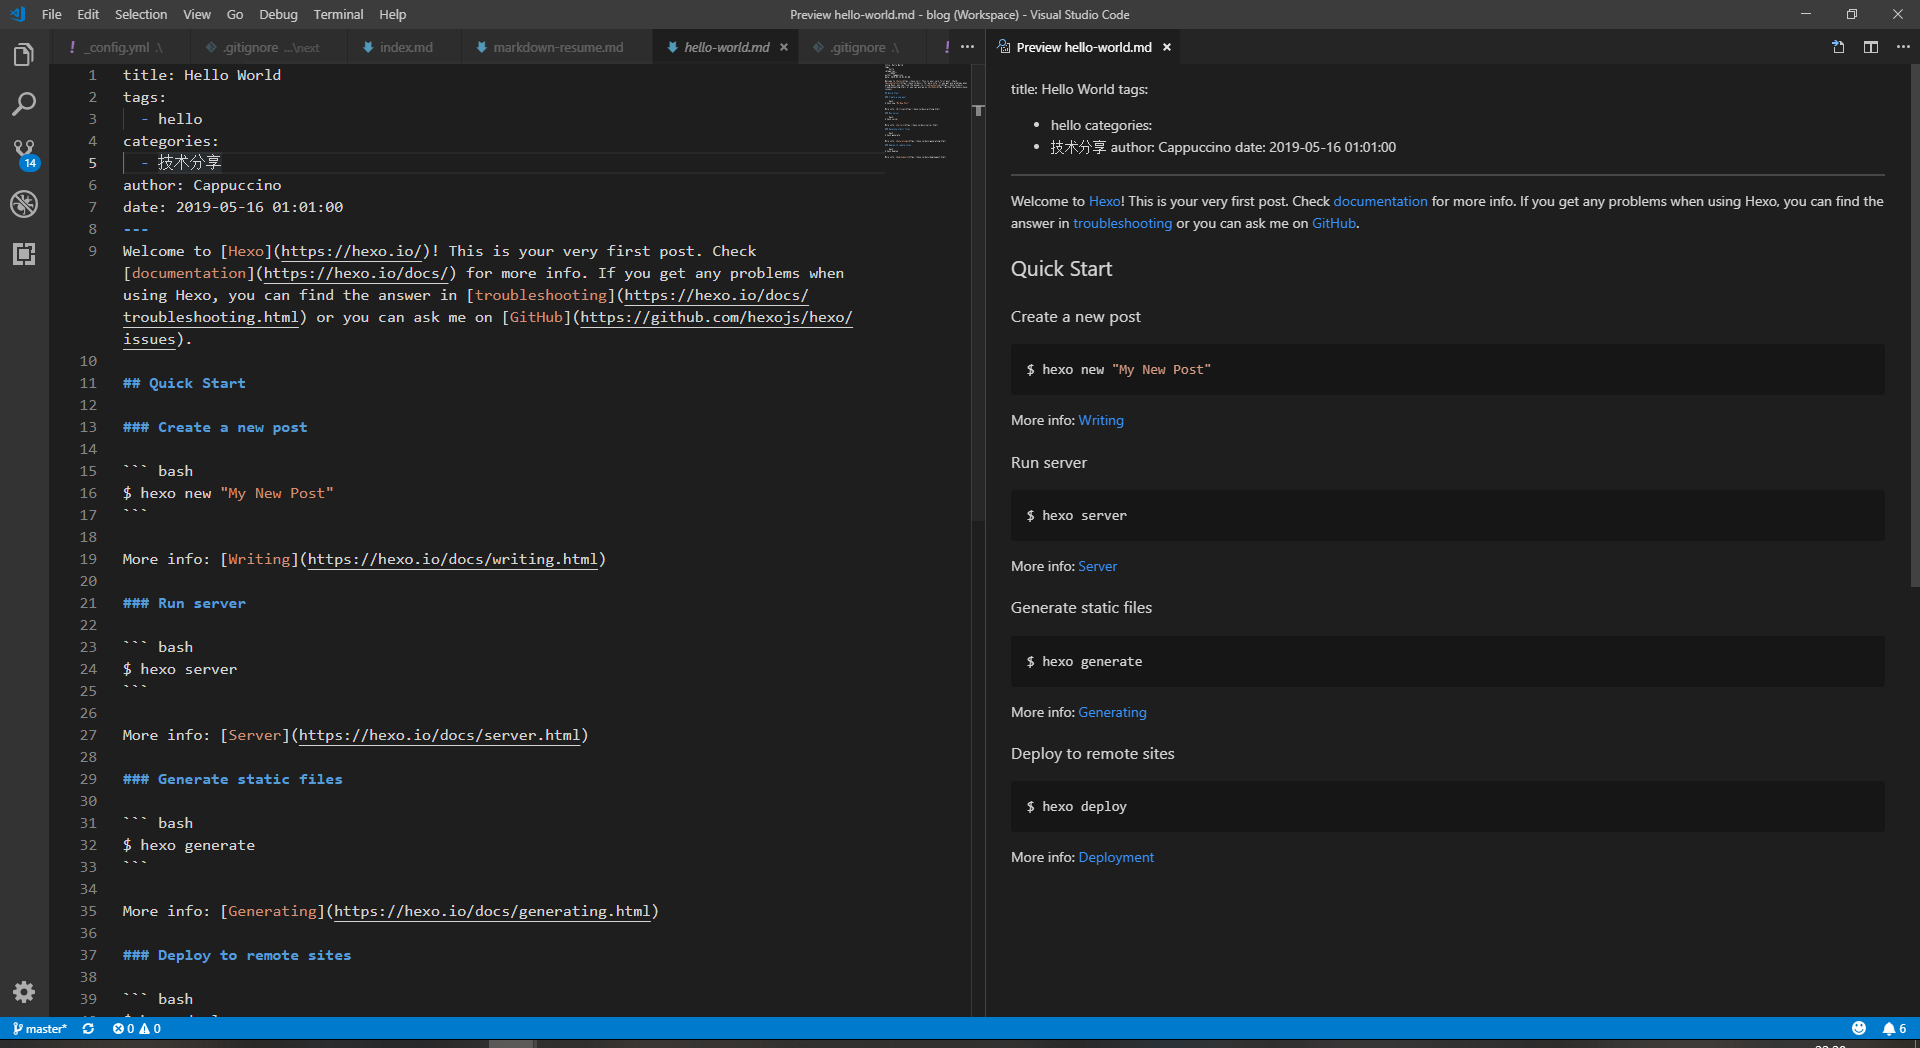 File Edit Selection View Go Debug Terminal Help
Preview hello-world.md - blog (Workspace) - Visual Studio Code
! _config.yml .\
.gitignore ...\next
index.md
markdown-resume.md
hello-world.md ×
.gitignore .\
!
Preview hello-world.md ×
14
1 title: Hello World
2 tags:
3 - hello
4 categories:
5 - 技术分享
6 author: Cappuccino
7 date: 2019-05-16 01:01:00
8 ---
9 Welcome to [Hexo](https://hexo.io/)! This is your very first post. Check
[documentation](https://hexo.io/docs/) for more info. If you get any problems when
using Hexo, you can find the answer in [troubleshooting](https://hexo.io/docs/
troubleshooting.html) or you can ask me on [GitHub](https://github.com/hexojs/hexo/
issues).
10
11 ## Quick Start
12
13 ### Create a new post
14
15 ``` bash
16 $ hexo new "My New Post"
17 ```
18
19 More info: [Writing](https://hexo.io/docs/writing.html)
20
21 ### Run server
22
23 ``` bash
24 $ hexo server
25 ```
26
27 More info: [Server](https://hexo.io/docs/server.html)
28
29 ### Generate static files
30
31 ``` bash
32 $ hexo generate
33 ```
34
35 More info: [Generating](https://hexo.io/docs/generating.html)
36
37 ### Deploy to remote sites
38
39 ``` bash
title: Hello World tags:
• hello categories:
• 技术分享 author: Cappuccino date: 2019-05-16 01:01:00
Welcome to Hexo! This is your very first post. Check documentation for more info. If you get any problems when using Hexo, you can find the
answer in troubleshooting or you can ask me on GitHub.
Quick Start
Create a new post
$ hexo new "My New Post"
More info: Writing
Run server
$ hexo server
More info: Server
Generate static files
$ hexo generate
More info: Generating
Deploy to remote sites
$ hexo deploy
More info: Deployment
master* 0 0
6